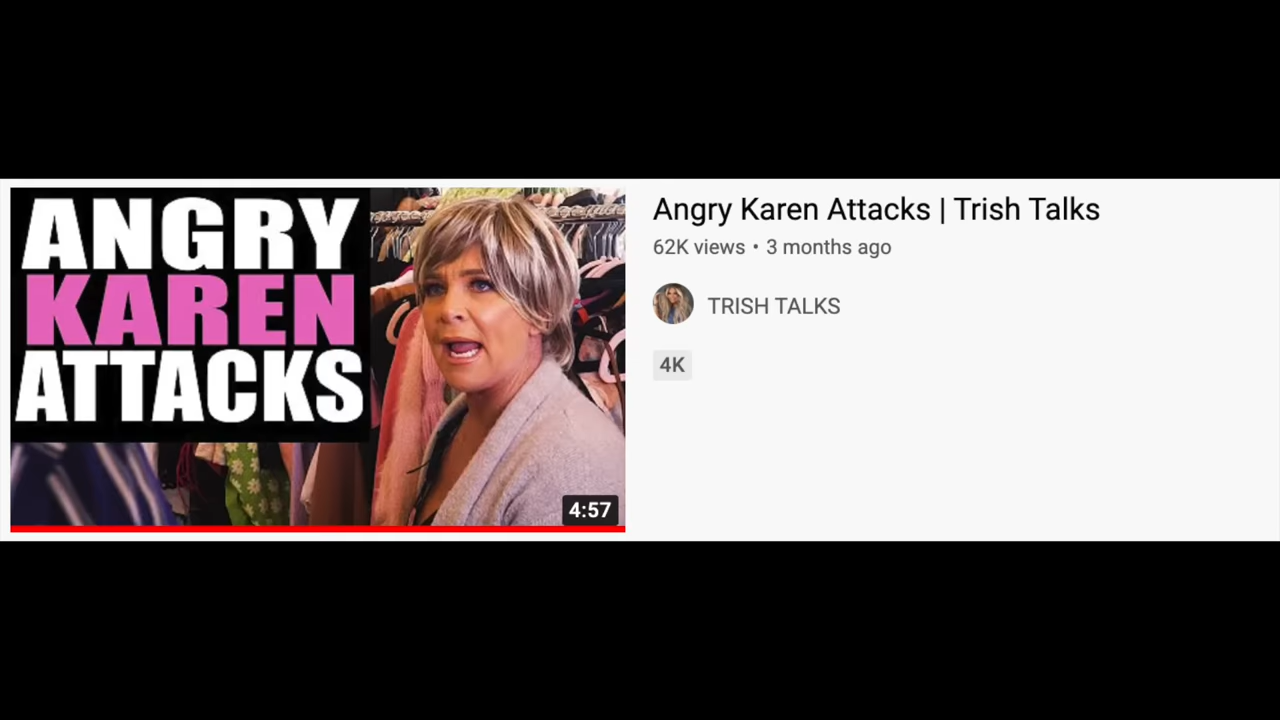 ANGRY
KAREN
ATTACKS
4:57
Angry Karen Attacks | Trish Talks
62K views • 3 months ago
TRISH TALKS
4K